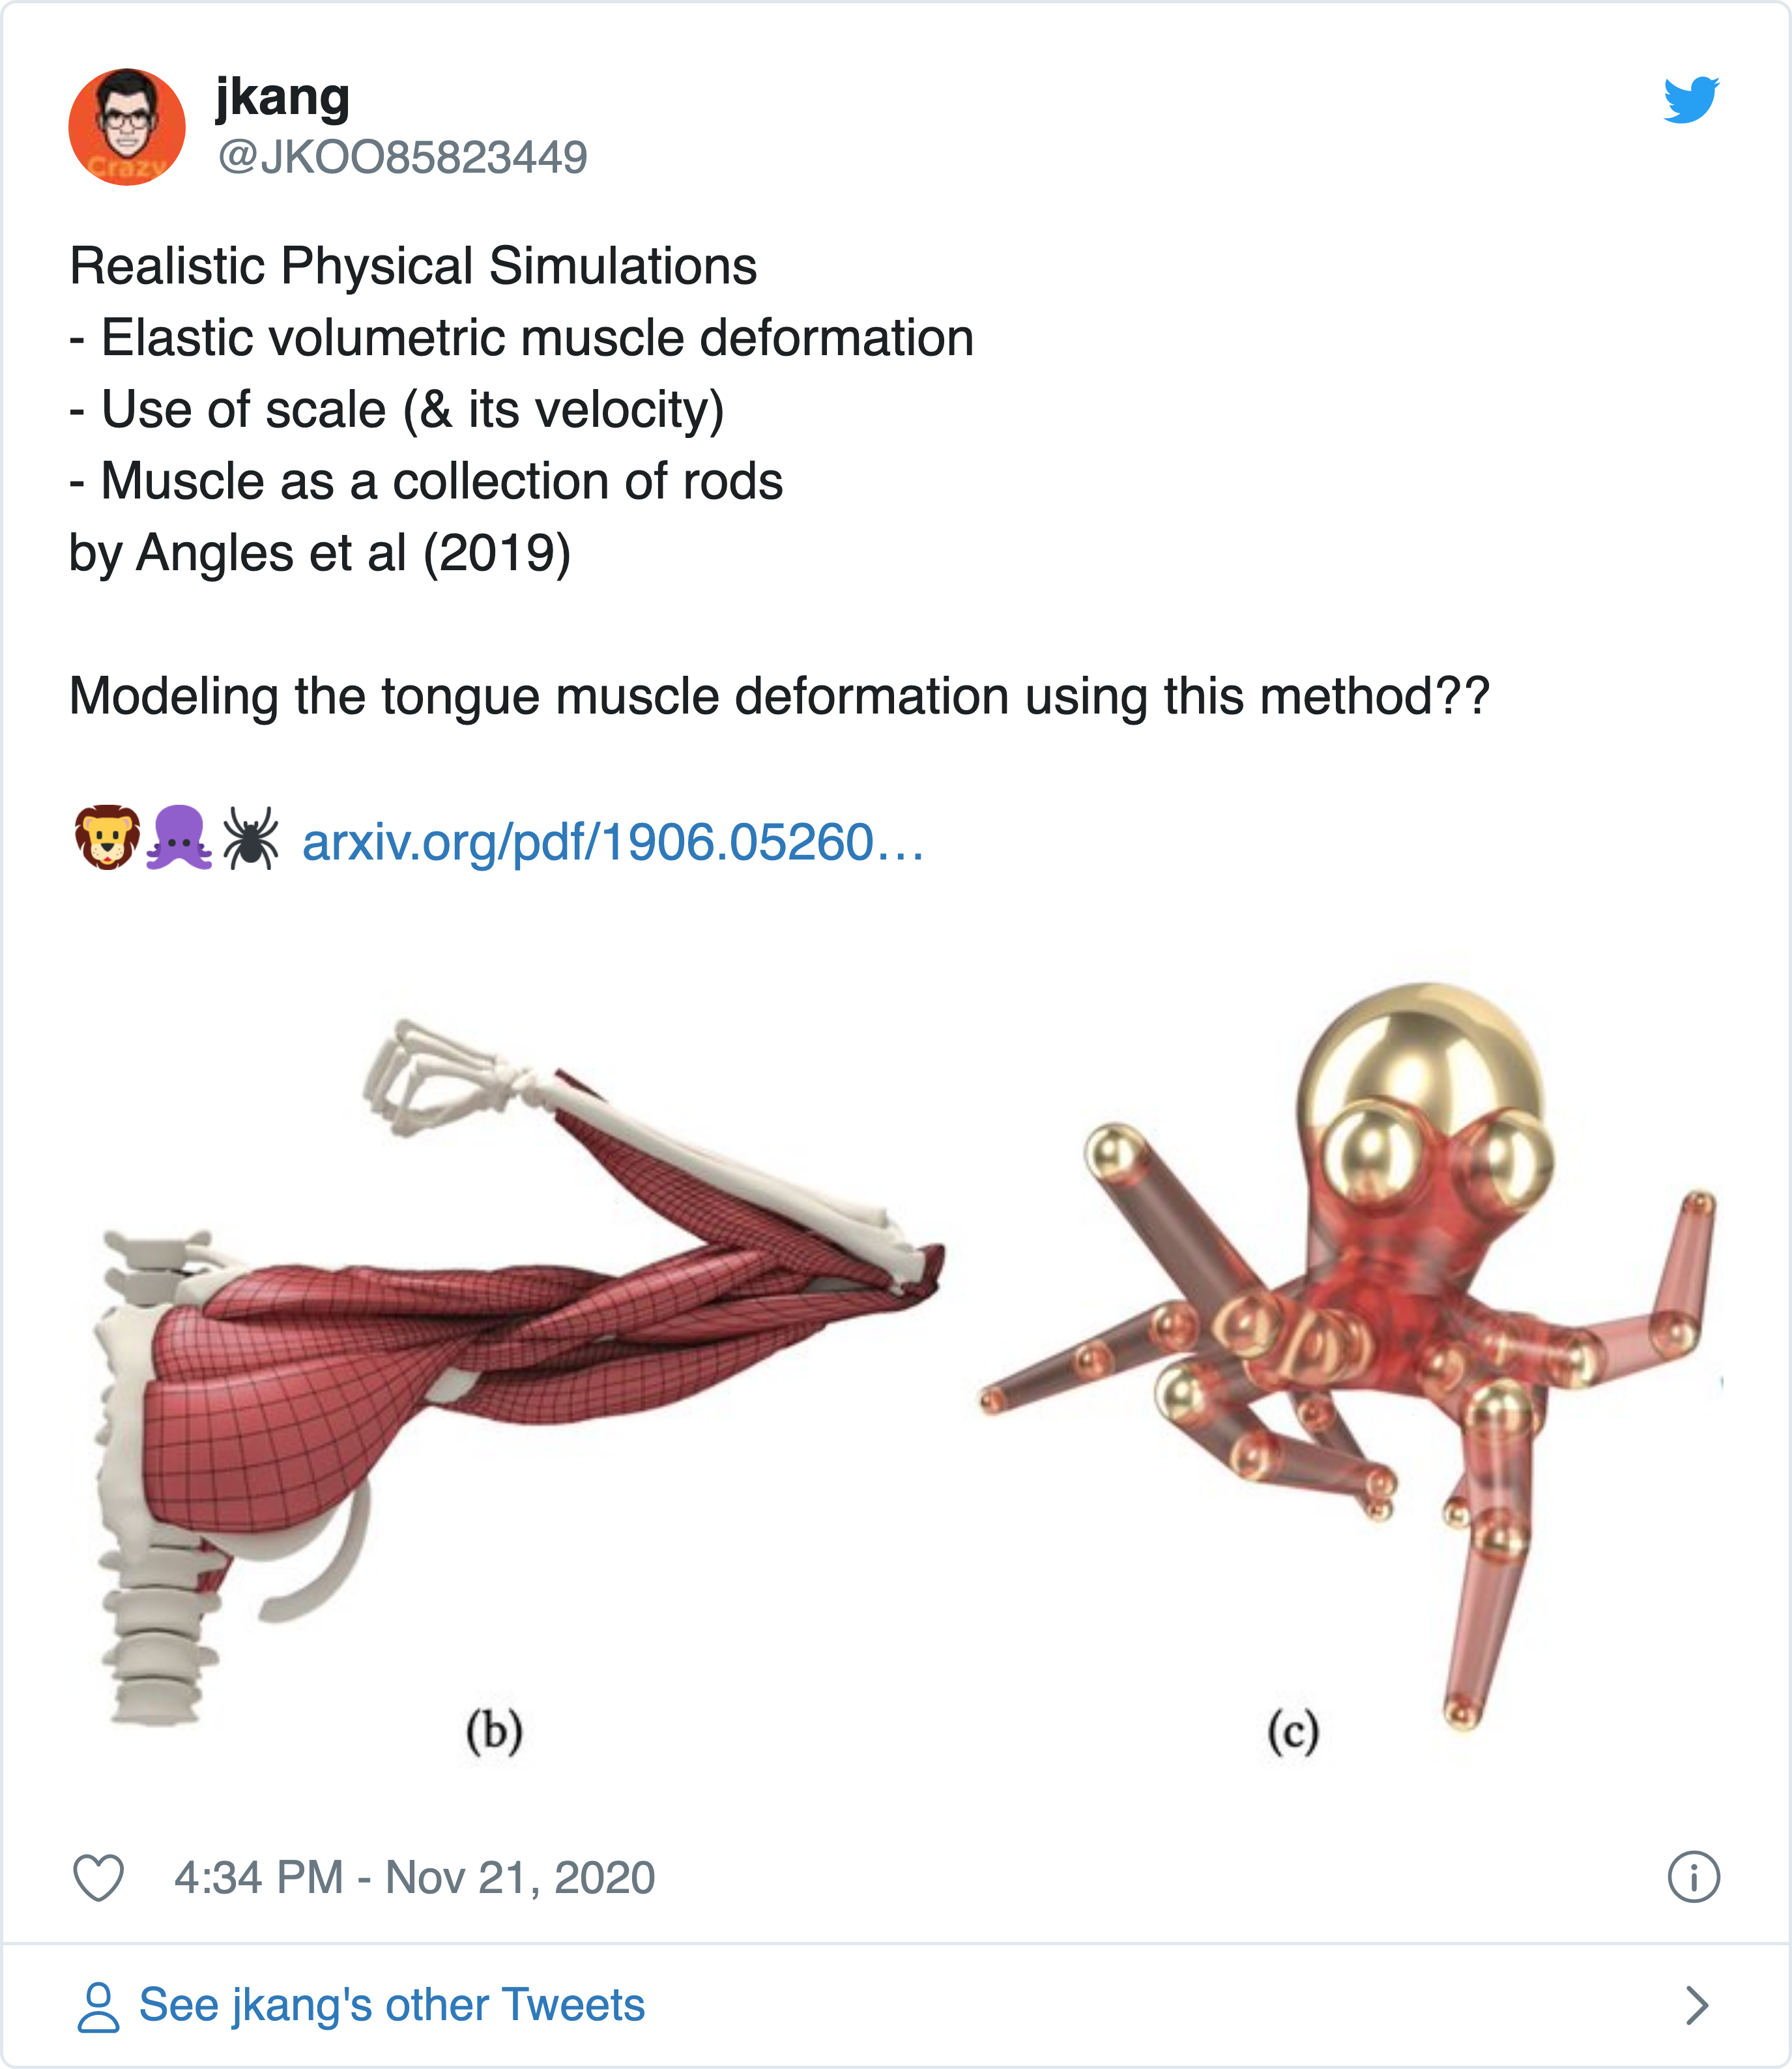 jkang
@JKOO85823449
Crazy
Realistic Physical Simulations
- Elastic volumetric muscle deformation
- Use of scale (& its velocity)
- Muscle as a collection of rods
by Angles et al (2019)
Modeling the tongue muscle deformation using this method??
🦁🐙🕷 arxiv.org/pdf/1906.05260…
(b)
(c)
4:34 PM - Nov 21, 2020
See jkang's other Tweets